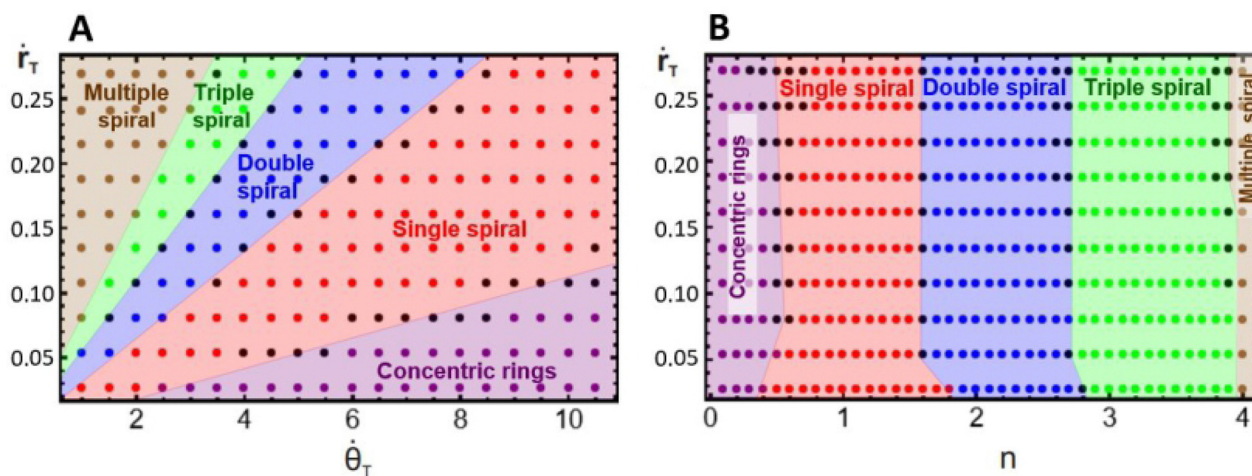 A
ṙT
0.25
0.20
0.15
0.10
0.05
Multiple
spiral
Triple
spiral
Double
spiral
Single spiral
Concentric rings
2 4 6 8 10
θ̇T
B
ṙT
0.25
0.20
0.15
0.10
0.05
Concentric rings
Single spiral
Double spiral
Triple spiral
Multiple spiral
0 1 2 3 4
n